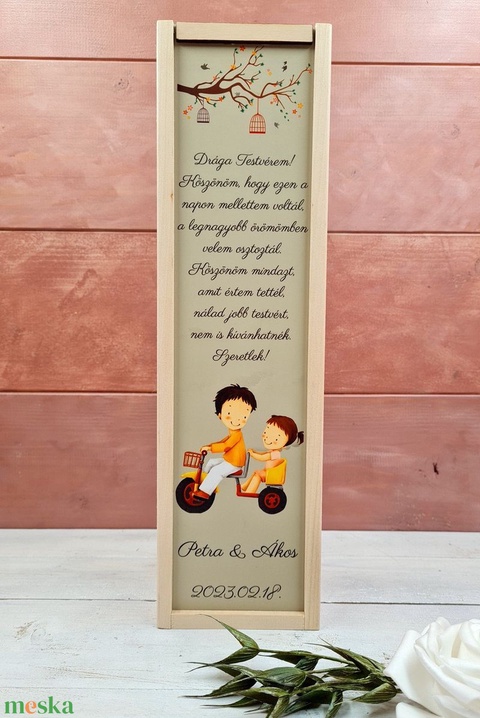 Drága Testvérem!
Köszönöm, hogy ezen a
napon mellettem voltál,
a legnagyobb örömömben
velem osztoztál.
Köszönöm mindazt,
amit értem tettél,
nálad jobb testvért,
nem is kívánhatnék.
Szeretlek!
Petra & Ákos
2023.02.18.
meska